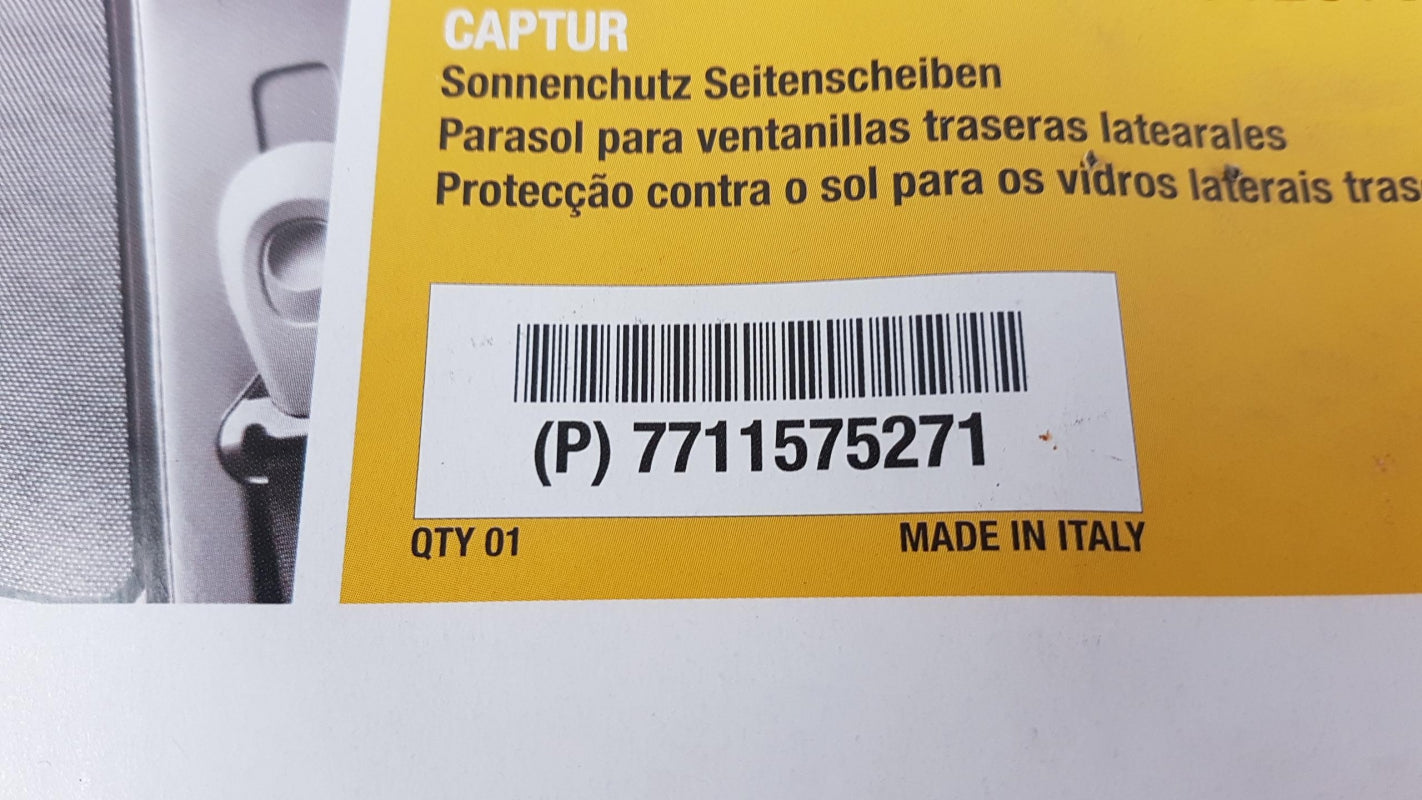 CAPTUR
Sonnenchutz Seitenscheiben
Parasol para ventanillas traseras latearales
Protecção contra o sol para os vidros laterais
(P) 7711575271
QTY 01
MADE IN ITALY